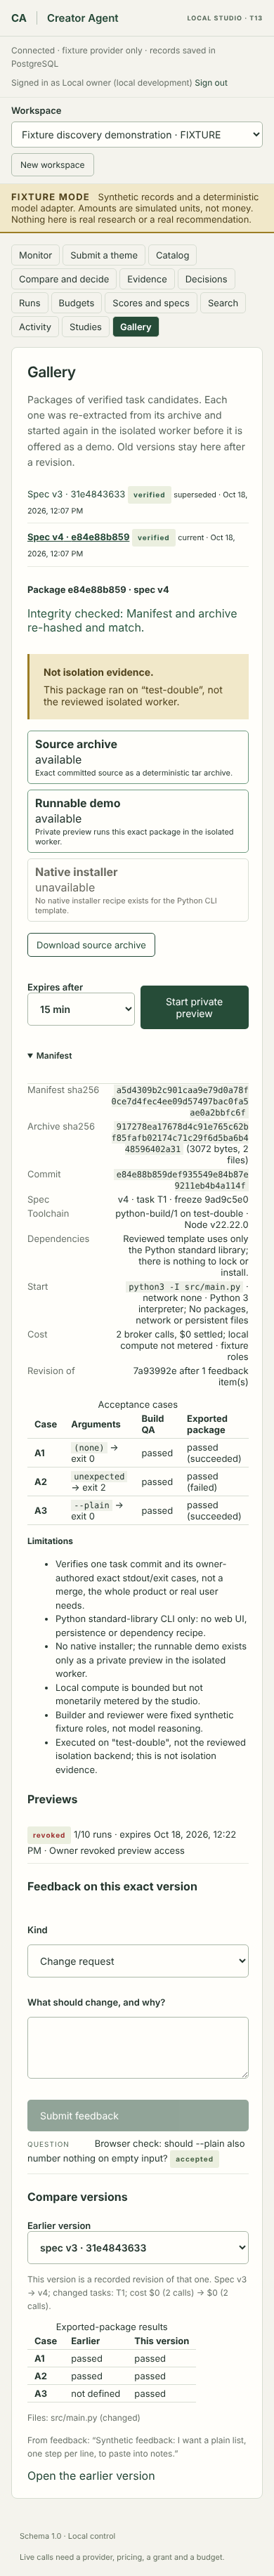 CA | Creator Agent LOCAL STUDIO · T13
Connected · fixture provider only · records saved in
PostgreSQL
Signed in as Local owner (local development) Sign out
Workspace
Fixture discovery demonstration · FIXTURE
New workspace
FIXTURE MODE Synthetic records and a deterministic
model adapter. Amounts are simulated units, not money.
Nothing here is real research or a real recommendation.
Monitor Submit a theme Catalog
Compare and decide Evidence Decisions
Runs Budgets Scores and specs Search
Activity Studies Gallery
Gallery
Packages of verified task candidates. Each
one was re-extracted from its archive and
started again in the isolated worker before it is
offered as a demo. Old versions stay here after
a revision.
Spec v3 · 31e4843633 verified superseded · Oct 18,
2026, 12:07 PM
Spec v4 · e84e88b859 verified current · Oct 18,
2026, 12:07 PM
Package e84e88b859 · spec v4
Integrity checked: Manifest and archive
re-hashed and match.
Not isolation evidence.
This package ran on “test-double”, not
the reviewed isolated worker.
Source archive
available
Exact committed source as a deterministic tar archive.
Runnable demo
available
Private preview runs this exact package in the isolated
worker.
Native installer
unavailable
No native installer recipe exists for the Python CLI
template.
Download source archive
Expires after
15 min
Start private
preview
▼ Manifest
Manifest sha256 a5d4309b2c901caa9e79d0a78f
0ce7d4fec4ee09d57497bac0fa5
ae0a2bbfc6f
Archive sha256 917278ea17678d4c91e765c62b
f85fafb02174c71c29f6d5ba6b4
48596402a31 (3072 bytes, 2
files)
Commit e84e88b859def935549e84b87e
9211eb4b4a114f
Spec v4 · task T1 · freeze 9ad9c5e0
Toolchain python-build/1 on test-double ·
Node v22.22.0
Dependencies Reviewed template uses only
the Python standard library;
there is nothing to lock or
install.
Start python3 -I src/main.py ·
network none · Python 3
interpreter; No packages,
network or persistent files
Cost 2 broker calls, $0 settled; local
compute not metered · fixture
roles
Revision of 7a93992e after 1 feedback
item(s)
Acceptance cases
Case Arguments Build QA Exported package
A1 (none) → exit 0 passed passed (succeeded)
A2 unexpected → exit 2 passed passed (failed)
A3 --plain → exit 0 passed passed (succeeded)
Limitations
• Verifies one task commit and its owner-
authored exact stdout/exit cases, not a
merge, the whole product or real user
needs.
• Python standard-library CLI only: no web UI,
persistence or dependency recipe.
• No native installer; the runnable demo exists
only as a private preview in the isolated
worker.
• Local compute is bounded but not
monetarily metered by the studio.
• Builder and reviewer were fixed synthetic
fixture roles, not model reasoning.
• Executed on "test-double", not the reviewed
isolation backend; this is not isolation
evidence.
Previews
revoked 1/10 runs · expires Oct 18, 2026, 12:22
PM · Owner revoked preview access
Feedback on this exact version
Kind
Change request
What should change, and why?
Submit feedback
QUESTION Browser check: should --plain also
number nothing on empty input? accepted
Compare versions
Earlier version
spec v3 · 31e4843633
This version is a recorded revision of that one. Spec v3
→ v4; changed tasks: T1; cost $0 (2 calls) → $0 (2
calls).
Exported-package results
Case Earlier This version
A1 passed passed
A2 passed passed
A3 not defined passed
Files: src/main.py (changed)
From feedback: “Synthetic feedback: I want a plain list,
one step per line, to paste into notes.”
Open the earlier version
Schema 1.0 · Local control
Live calls need a provider, pricing, a grant and a budget.